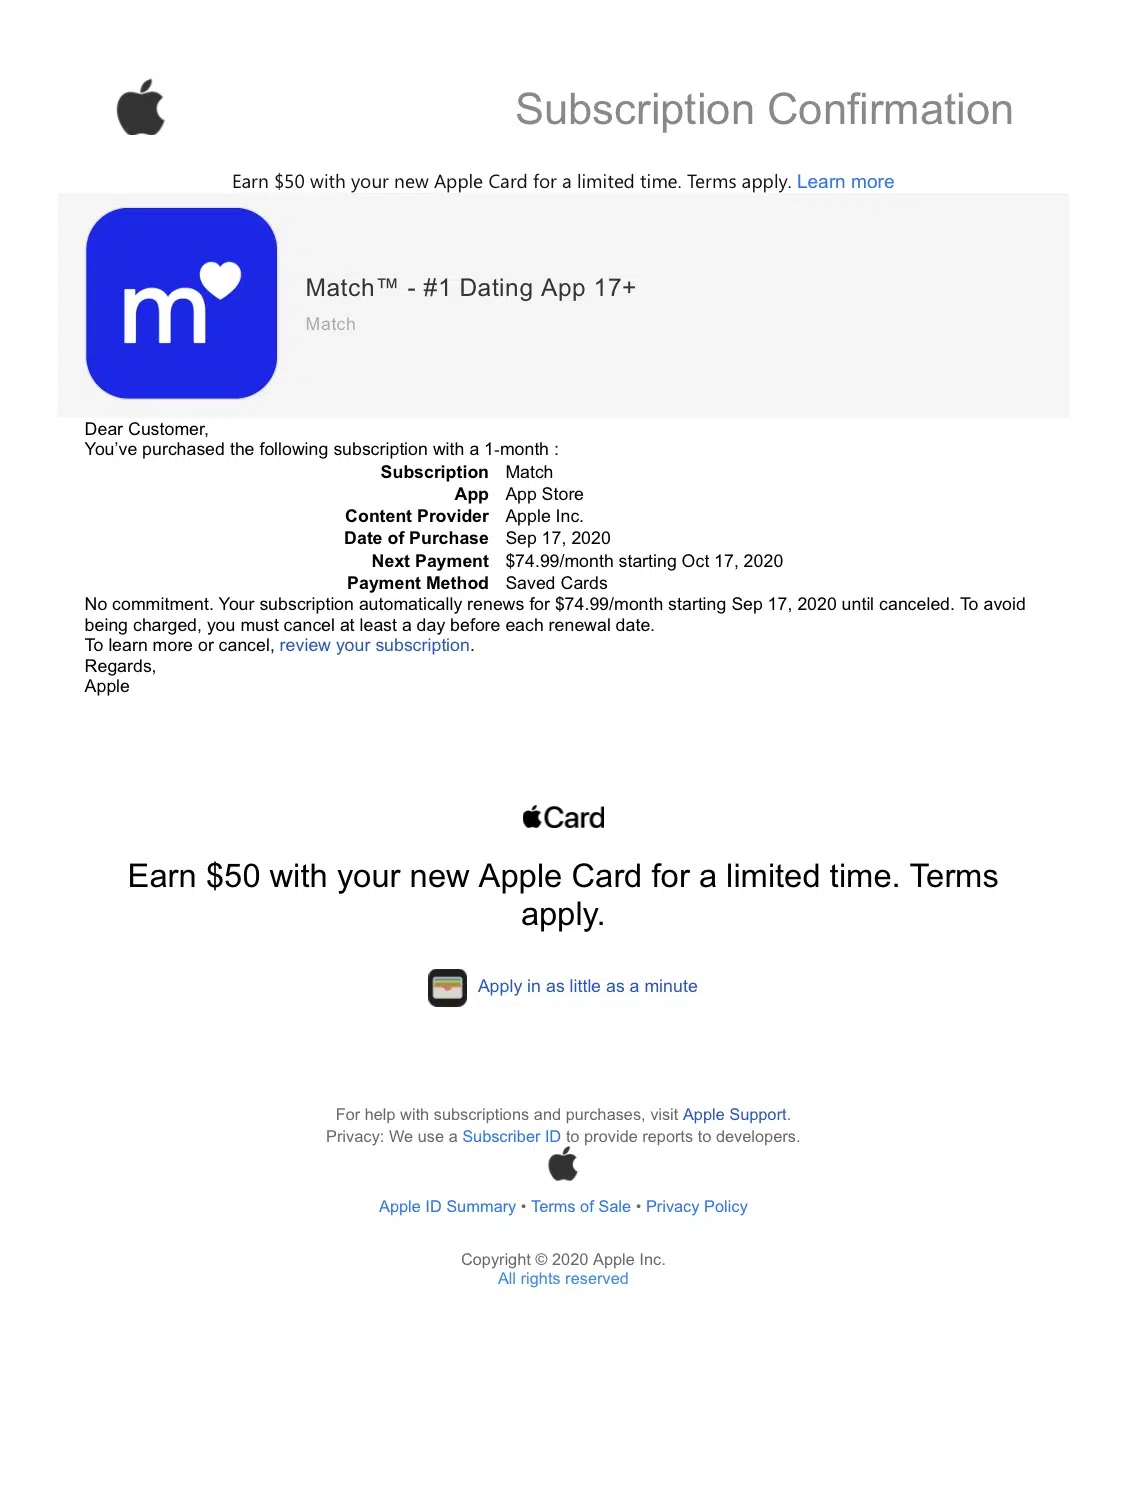 Subscription Confirmation
Earn $50 with your new Apple Card for a limited time. Terms apply. Learn more
m
Match™ - #1 Dating App 17+
Match
Dear Customer,
You’ve purchased the following subscription with a 1-month :
Subscription Match
App App Store
Content Provider Apple Inc.
Date of Purchase Sep 17, 2020
Next Payment $74.99/month starting Oct 17, 2020
Payment Method Saved Cards
No commitment. Your subscription automatically renews for $74.99/month starting Sep 17, 2020 until canceled. To avoid
being charged, you must cancel at least a day before each renewal date.
To learn more or cancel, review your subscription.
Regards,
Apple
Card
Earn $50 with your new Apple Card for a limited time. Terms
apply.
Apply in as little as a minute
For help with subscriptions and purchases, visit Apple Support.
Privacy: We use a Subscriber ID to provide reports to developers.
Apple ID Summary • Terms of Sale • Privacy Policy
Copyright © 2020 Apple Inc.
All rights reserved